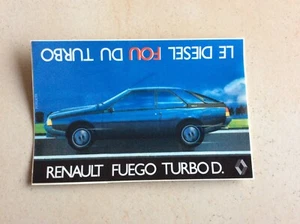 LE DIESEL FOU DU TURBO
RENAULT FUEGO TURBO D.